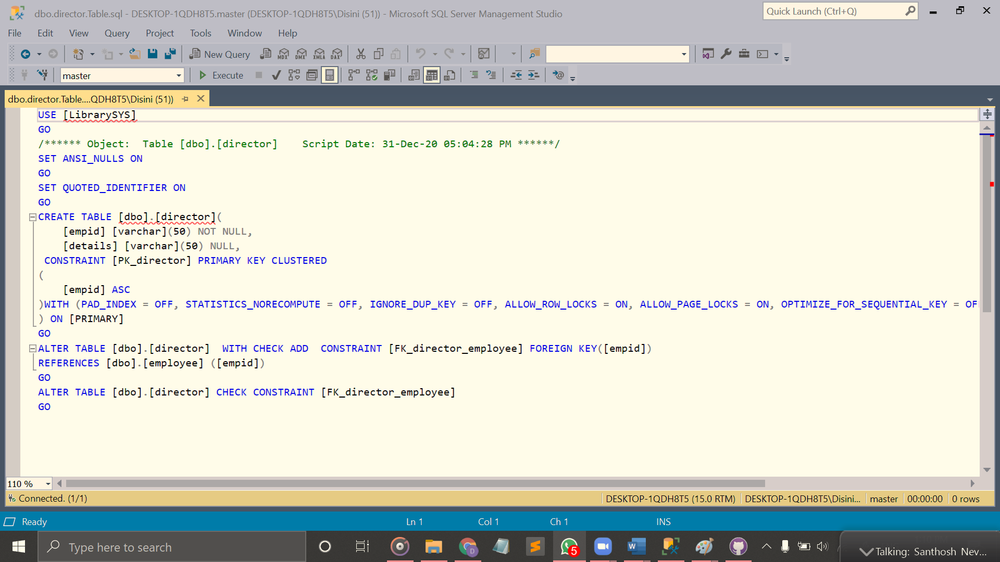 dbo.director.Table.sql - DESKTOP-1QDH8T5.master (DESKTOP-1QDH8T5\Disini (51)) - Microsoft SQL Server Management Studio
Quick Launch (Ctrl+Q)
File Edit View Query Project Tools Window Help
New Query MDX DMX XMLA DAX
master Execute
dbo.director.Table....QDH8T5\Disini (51))
USE [LibrarySYS]
GO
/****** Object:  Table [dbo].[director]    Script Date: 31-Dec-20 05:04:28 PM ******/
SET ANSI_NULLS ON
GO
SET QUOTED_IDENTIFIER ON
GO
CREATE TABLE [dbo].[director](
[empid] [varchar](50) NOT NULL,
[details] [varchar](50) NULL,
CONSTRAINT [PK_director] PRIMARY KEY CLUSTERED
(
[empid] ASC
)WITH (PAD_INDEX = OFF, STATISTICS_NORECOMPUTE = OFF, IGNORE_DUP_KEY = OFF, ALLOW_ROW_LOCKS = ON, ALLOW_PAGE_LOCKS = ON, OPTIMIZE_FOR_SEQUENTIAL_KEY = OF
) ON [PRIMARY]
GO
ALTER TABLE [dbo].[director]  WITH CHECK ADD  CONSTRAINT [FK_director_employee] FOREIGN KEY([empid])
REFERENCES [dbo].[employee] ([empid])
GO
ALTER TABLE [dbo].[director] CHECK CONSTRAINT [FK_director_employee]
GO
110 %
Connected. (1/1) DESKTOP-1QDH8T5 (15.0 RTM) DESKTOP-1QDH8T5\Disini... master 00:00:00 0 rows
Ready Ln 1 Col 1 Ch 1 INS
Type here to search D 5 W Talking: Santhosh Nev...